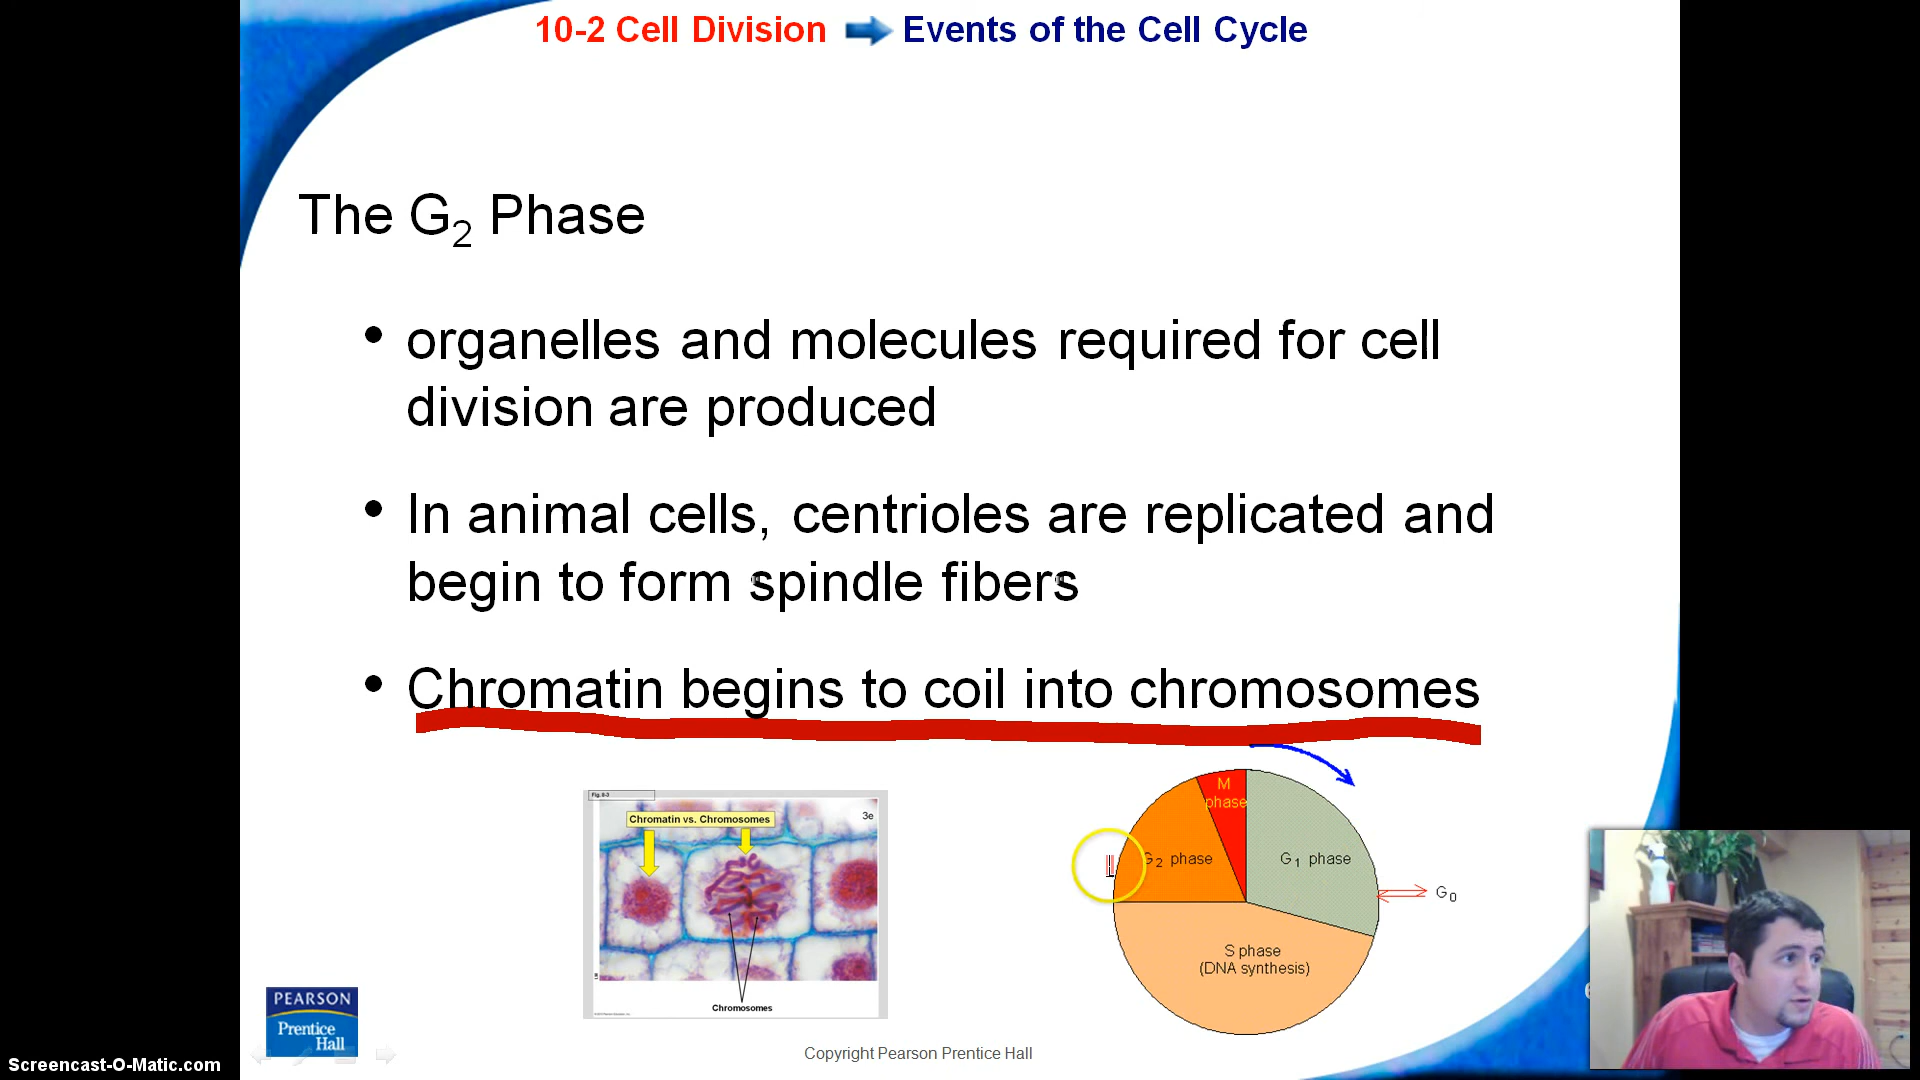 10-2 Cell Division Events of the Cell Cycle
The G₂ Phase
• organelles and molecules required for cell
division are produced
• In animal cells, centrioles are replicated and
begin to form spindle fibers
• Chromatin begins to coil into chromosomes
Fig. 8-3
Chromatin vs. Chromosomes
3e
Chromosomes
M
phase
G₂ phase
G₁ phase
G₀
S phase
(DNA synthesis)
PEARSON
Prentice
Hall
Copyright Pearson Prentice Hall
Screencast-O-Matic.com